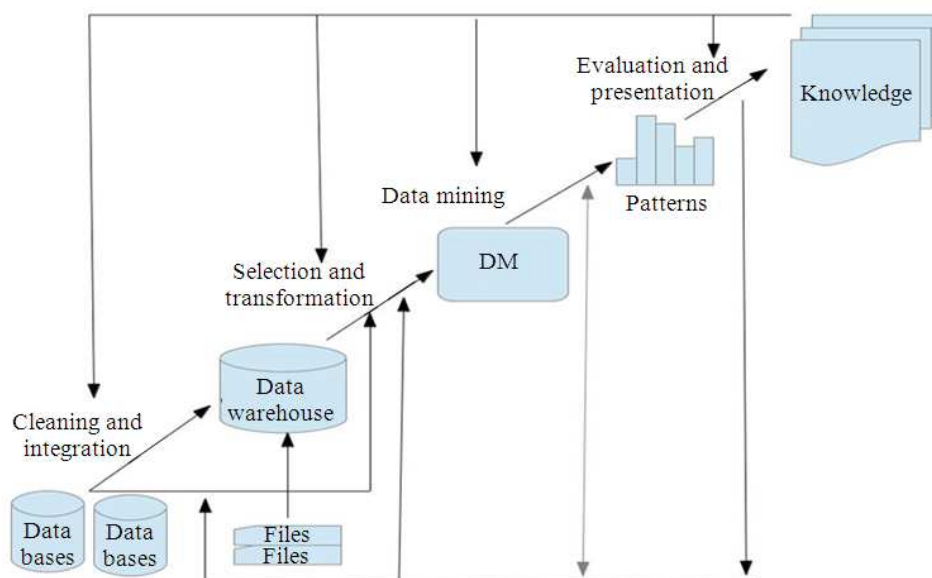 Evaluation and
presentation
Knowledge
Data mining
Patterns
Selection and
transformation
DM
Data
warehouse
Cleaning and
integration
Data
bases
Data
bases
Files
Files